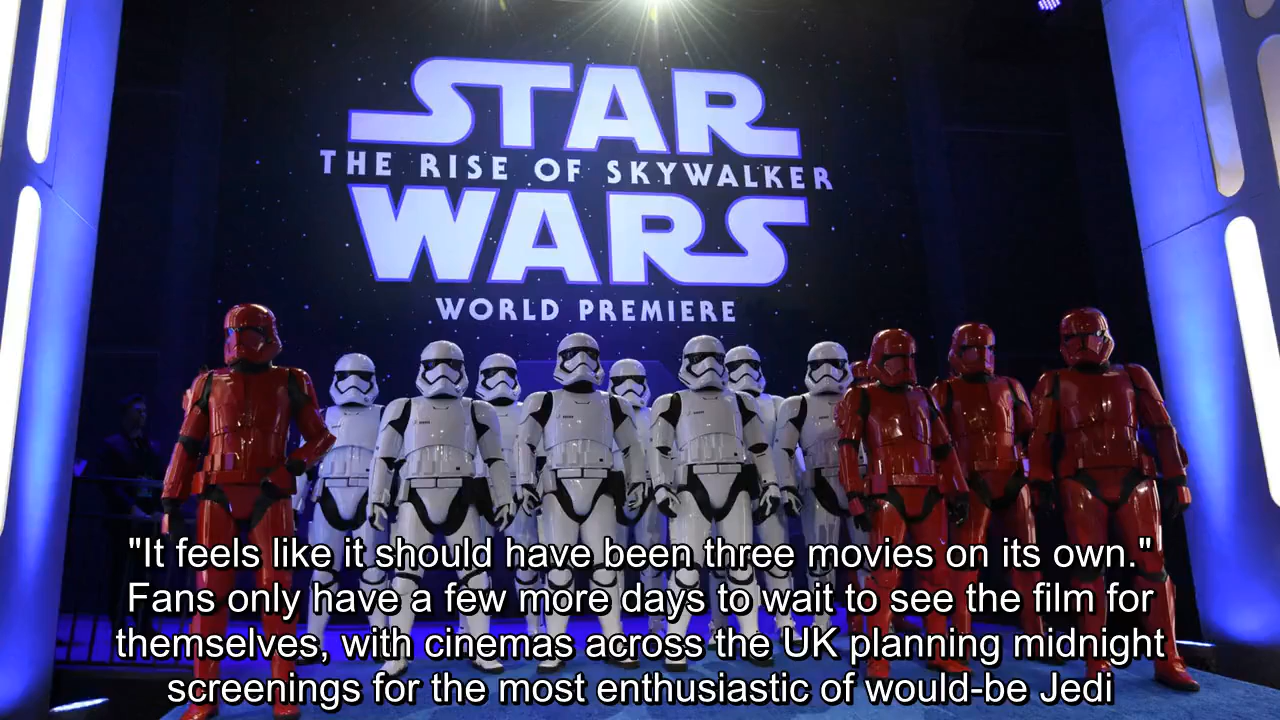 STAR
THE RISE OF SKYWALKER
WARS
WORLD PREMIERE
"It feels like it should have been three movies on its own."
Fans only have a few more days to wait to see the film for
themselves, with cinemas across the UK planning midnight
screenings for the most enthusiastic of would-be Jedi